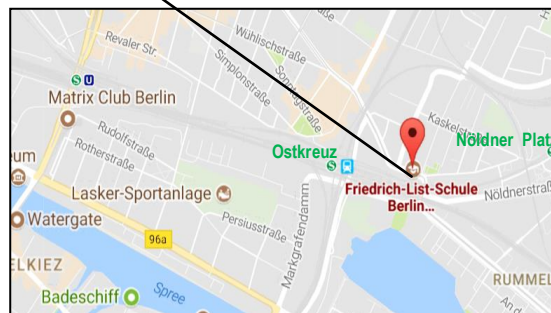 Revaler Str.
Wühlischstraße
Simplonstraße
Sonntagstraße
S U
Matrix Club Berlin
Kaskelstraße
Rudolfstraße
Rotherstraße
Ostkreuz
S
Nöldner Plat
eum
Lasker-Sportanlage
Friedrich-List-Schule
Berlin...
Nöldnerstraße
Watergate
Persiusstraße
Markgrafendamm
96a
ELKIEZ
RUMMEL
Spree
Badeschiff